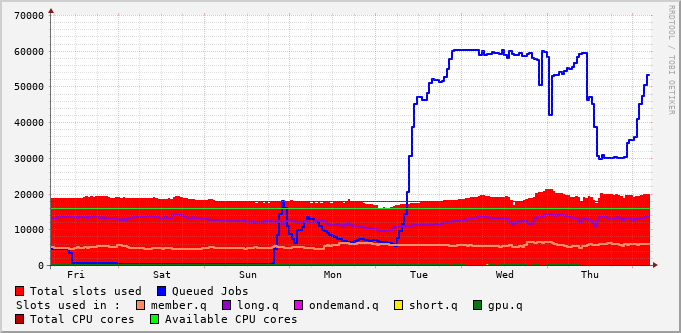 70000
60000
50000
40000
30000
20000
10000
0
Fri Sat Sun Mon Tue Wed Thu
RRDTOOL / TOBI OETIKER
Total slots used Queued Jobs
Slots used in : member.q long.q ondemand.q short.q gpu.q
Total CPU cores Available CPU cores